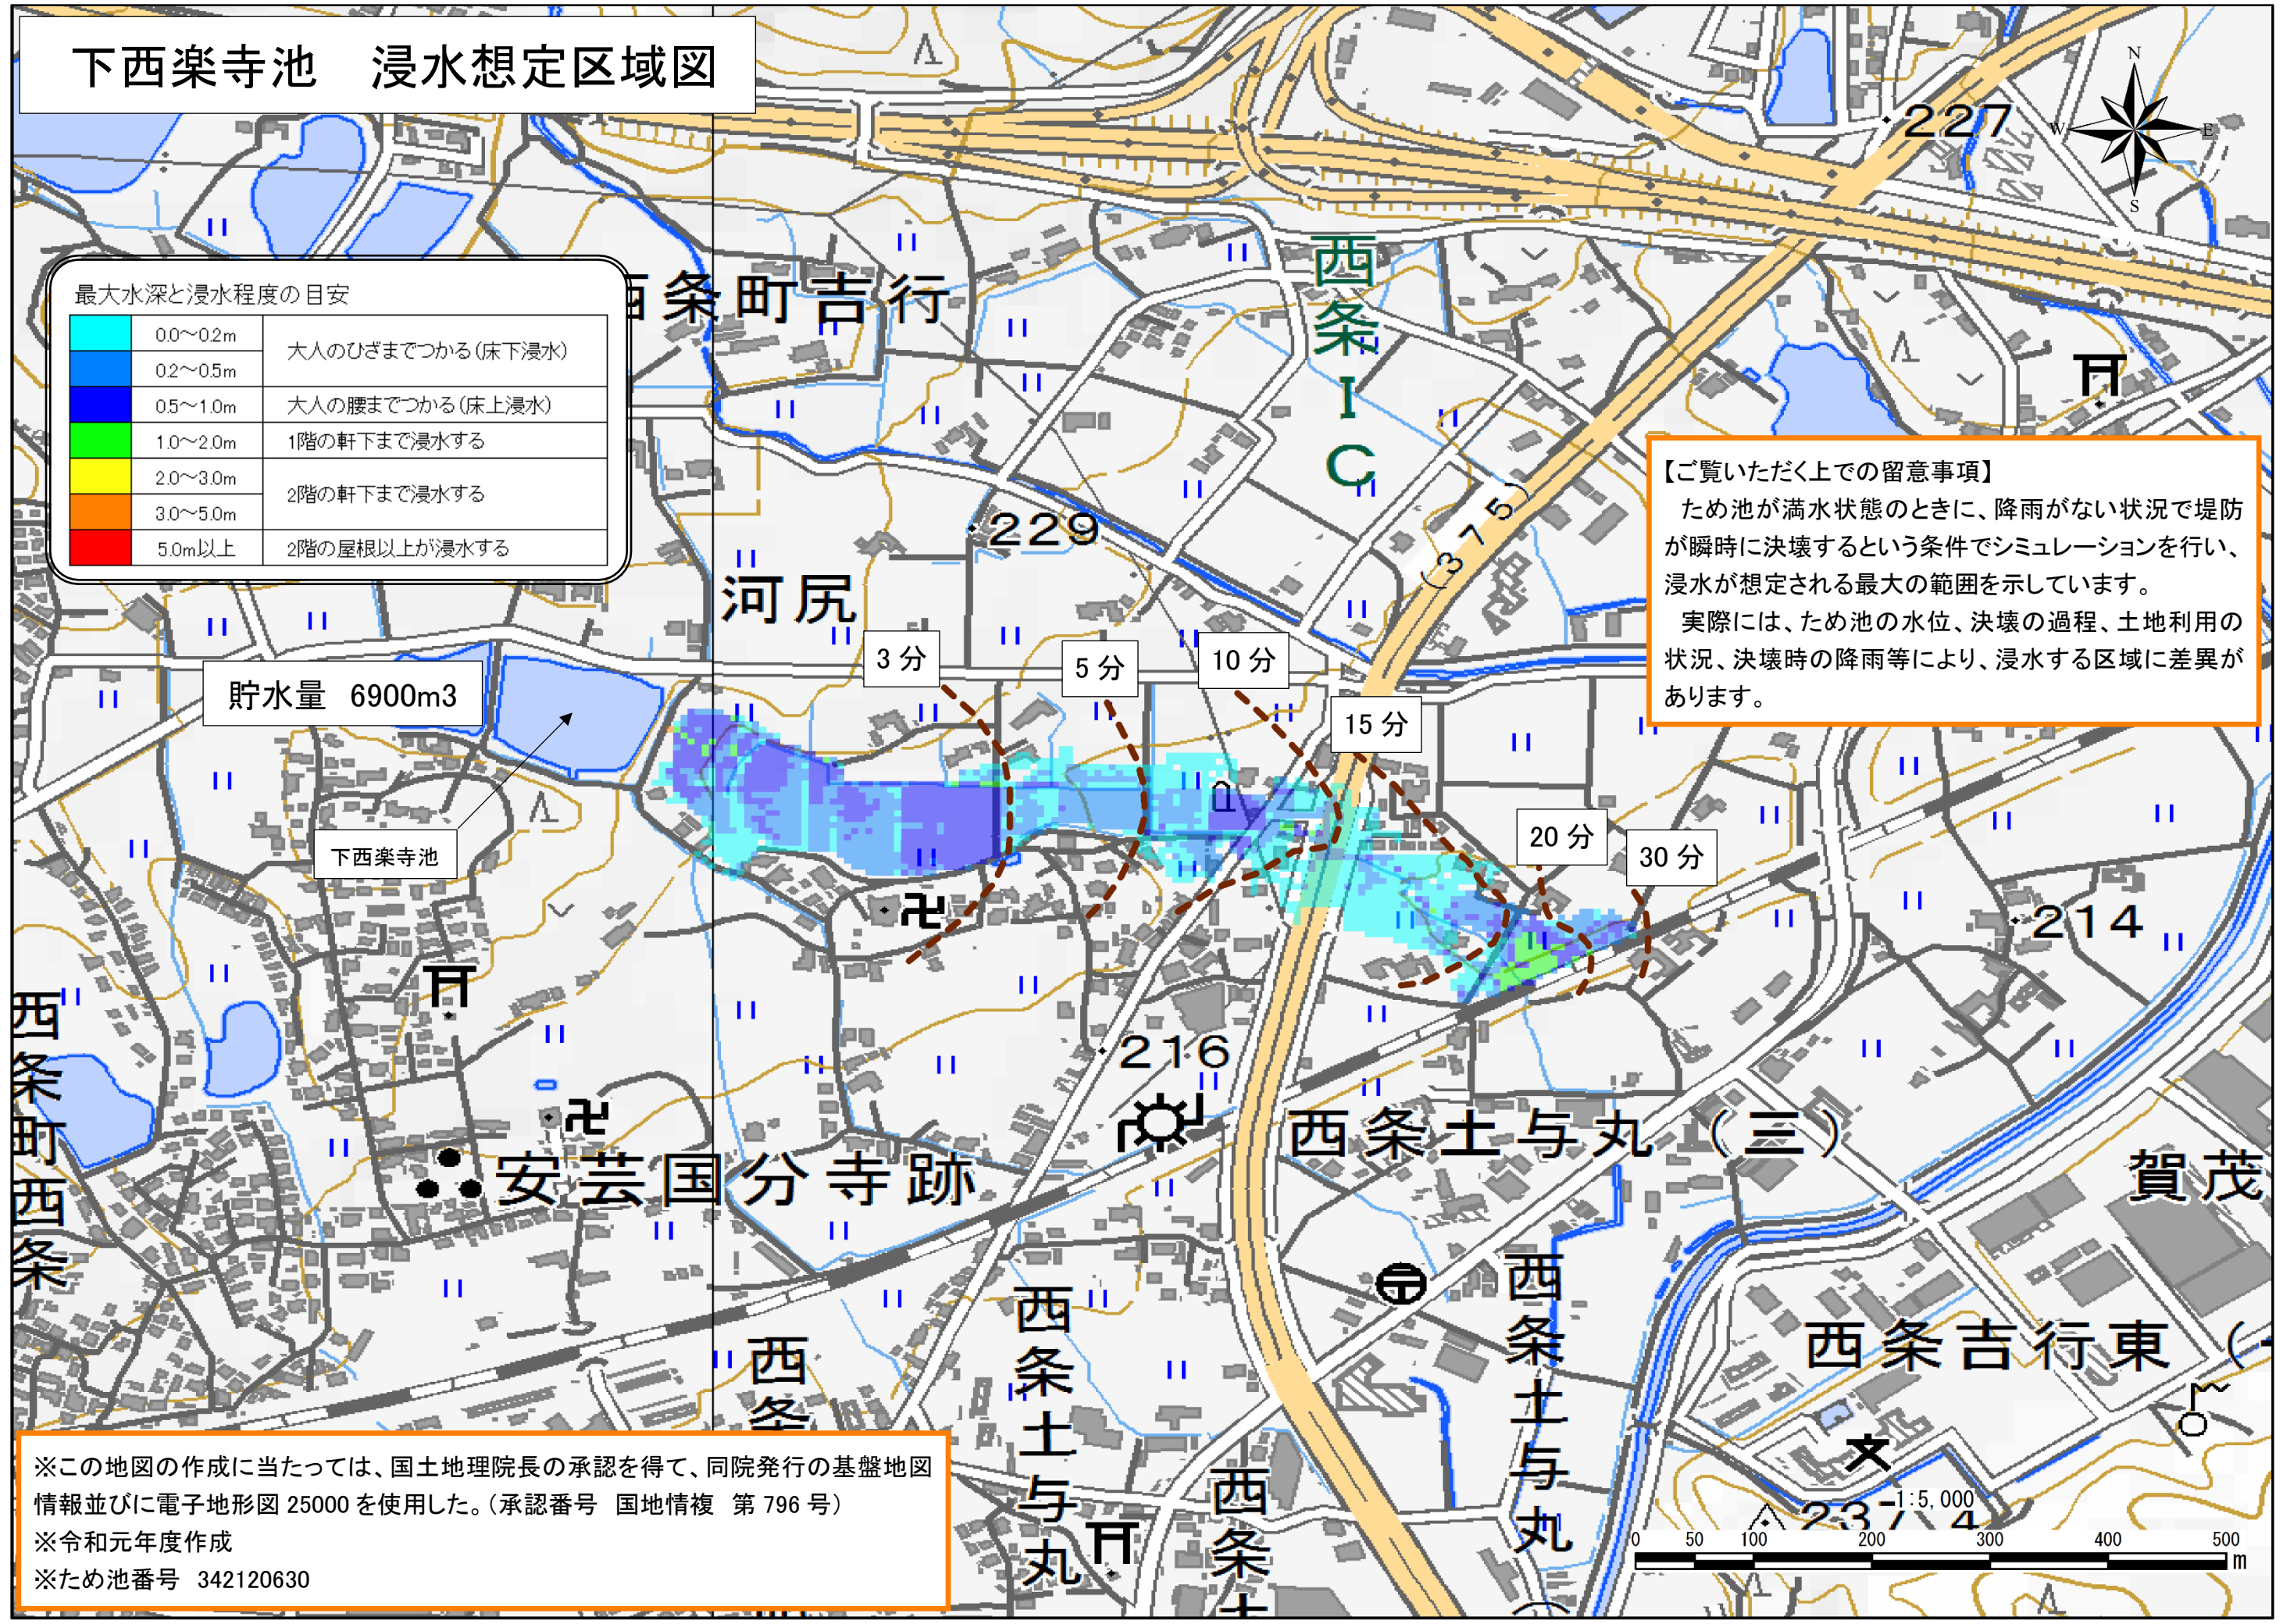 下西楽寺池　浸水想定区域図
N
W
E
S
227
最大水深と浸水程度の目安
0.0～0.2m
大人のひざまでつかる(床下浸水)
0.2～0.5m
0.5～1.0m
大人の腰までつかる(床上浸水)
1.0～2.0m
1階の軒下まで浸水する
2.0～3.0m
2階の軒下まで浸水する
3.0～5.0m
5.0m以上
2階の屋根以上が浸水する
西条町吉行
西条IC
(375)
229
河尻
【ご覧いただく上での留意事項】
ため池が満水状態のときに、降雨がない状況で堤防
が瞬時に決壊するという条件でシミュレーションを行い、
浸水が想定される最大の範囲を示しています。
実際には、ため池の水位、決壊の過程、土地利用の
状況、決壊時の降雨等により、浸水する区域に差異が
あります。
3分
5分
10分
15分
20分
30分
貯水量　6900m3
下西楽寺池
214
216
西条町西条
安芸国分寺跡
西条土与丸(三)
賀茂
西条
西条土与丸
西条土
西条土与丸(
西条吉行東(一
237.4
1:5,000
0 50 100 200 300 400 500
m
※この地図の作成に当たっては、国土地理院長の承認を得て、同院発行の基盤地図
情報並びに電子地形図25000を使用した。(承認番号　国地情複　第796号)
※令和元年度作成
※ため池番号　342120630